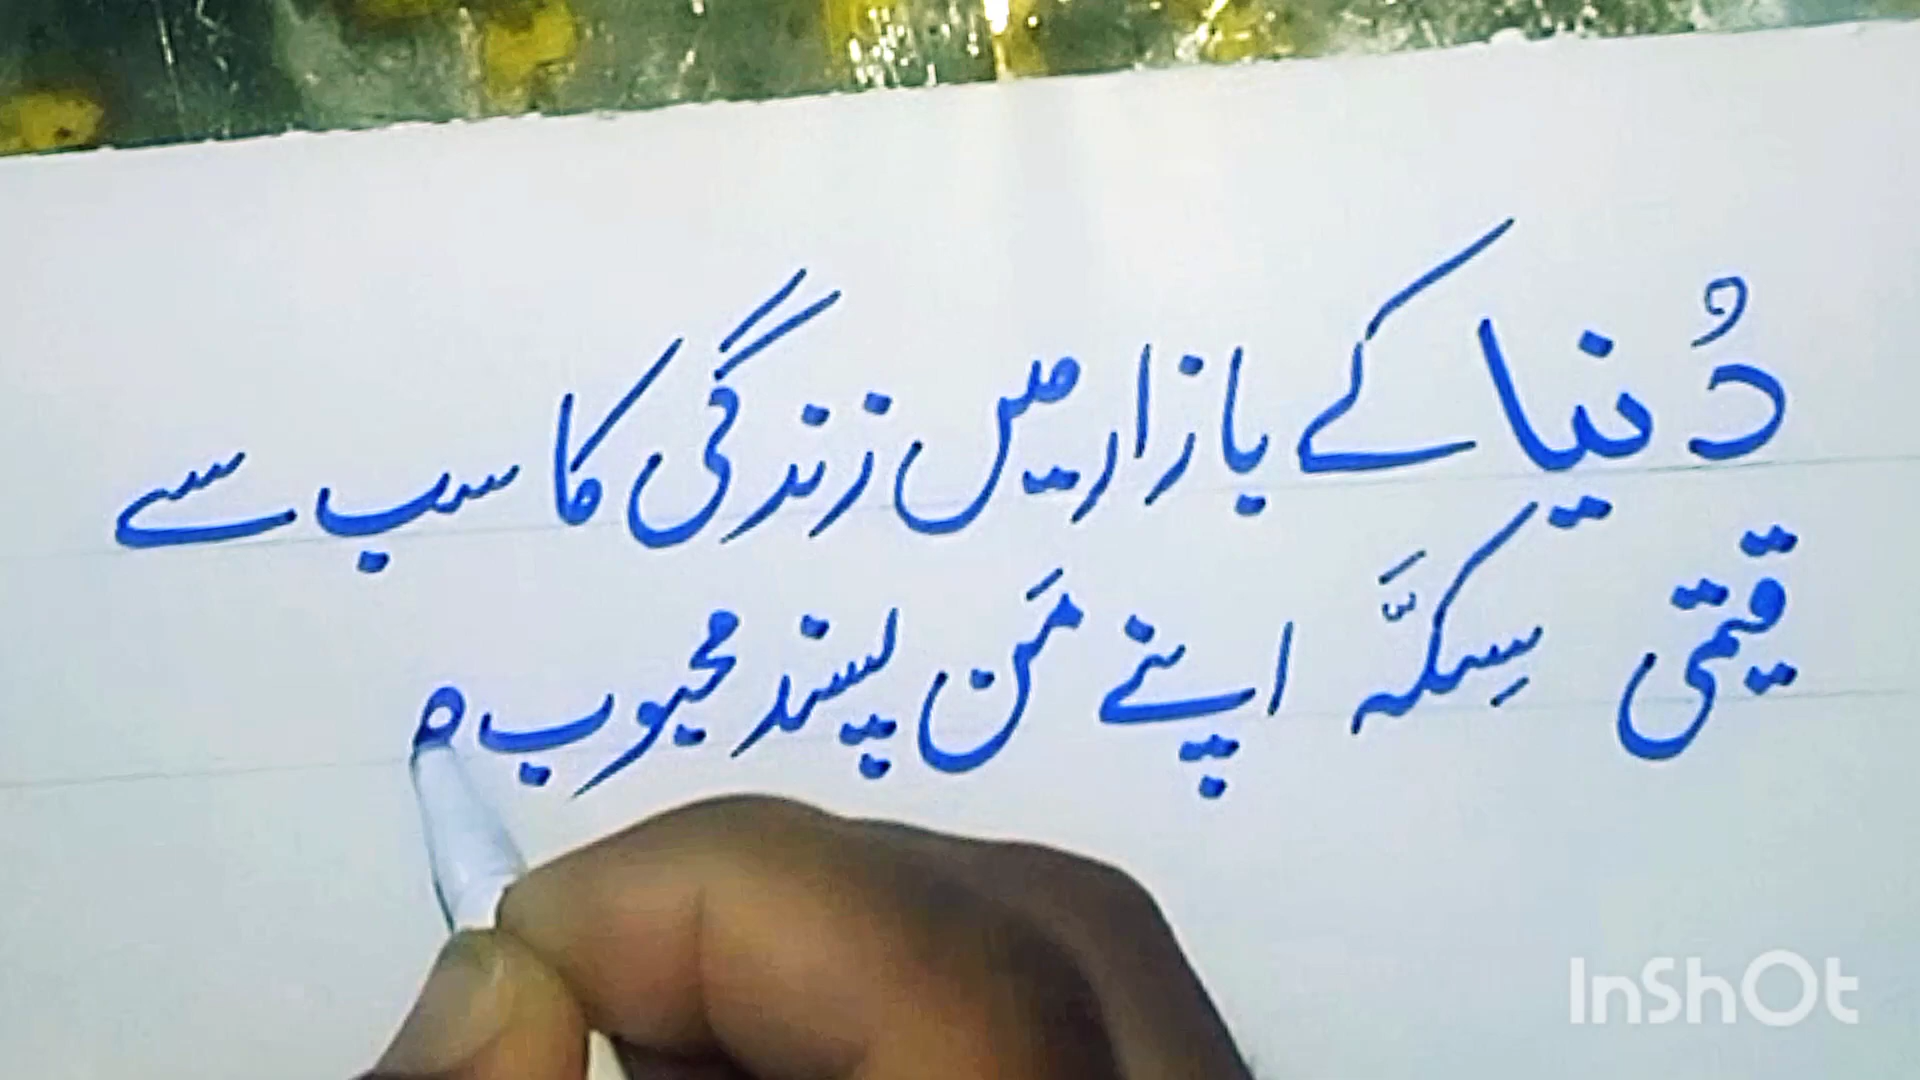 دُنیا کے بازار میں زندگی کا سب سے
قیمتی سِکَّہ اپنے مَن پسند محبوب
InShOt